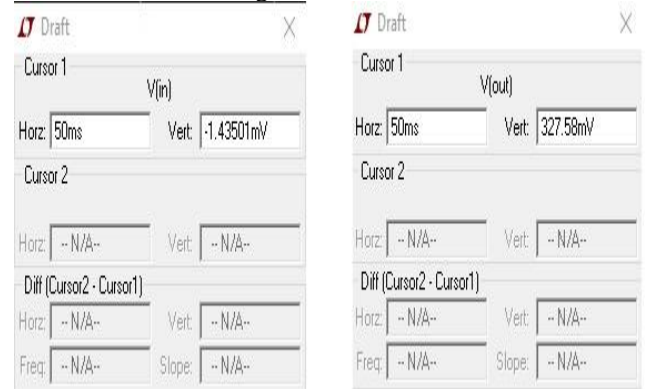 Draft
Cursor 1
V(in)
Horz: 50ms Vert: -1.43501mV
Cursor 2
Horz: -- N/A-- Vert: -- N/A--
Diff (Cursor2 - Cursor1)
Horz: -- N/A-- Vert: -- N/A--
Freq: -- N/A-- Slope: -- N/A--
Draft
Cursor 1
V(out)
Horz: 50ms Vert: 327.58mV
Cursor 2
Horz: -- N/A-- Vert: -- N/A--
Diff (Cursor2 - Cursor1)
Horz: -- N/A-- Vert: -- N/A--
Freq: -- N/A-- Slope: -- N/A--